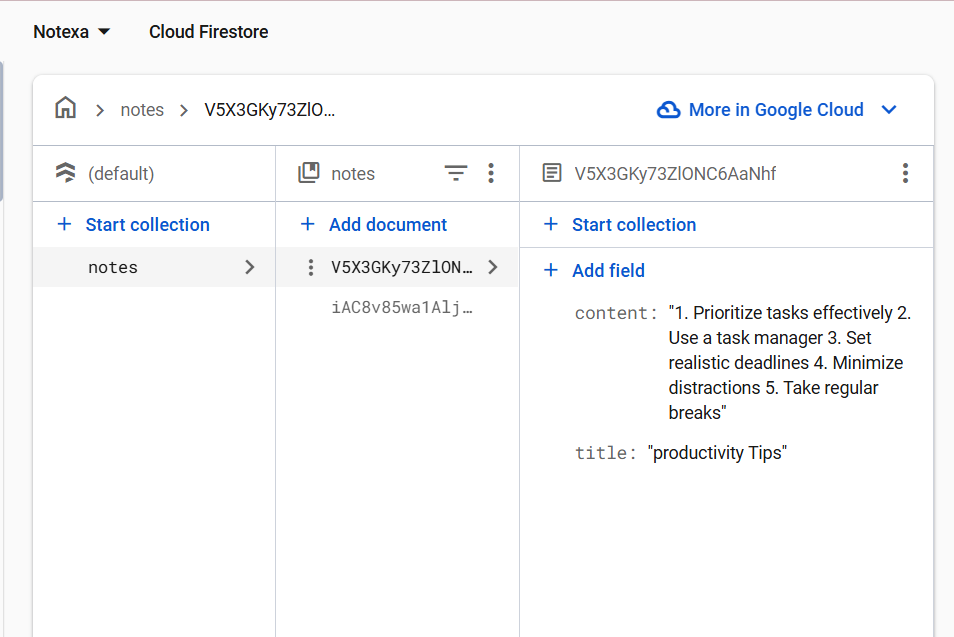 Notexa Cloud Firestore
notes V5X3GKy73ZlO... More in Google Cloud
(default) notes V5X3GKy73ZlONC6AaNhf
+ Start collection + Add document + Start collection
notes V5X3GKy73ZlON... + Add field
iAC8v85wa1Alj... content: "1. Prioritize tasks effectively 2.
Use a task manager 3. Set
realistic deadlines 4. Minimize
distractions 5. Take regular
breaks"
title: "productivity Tips"